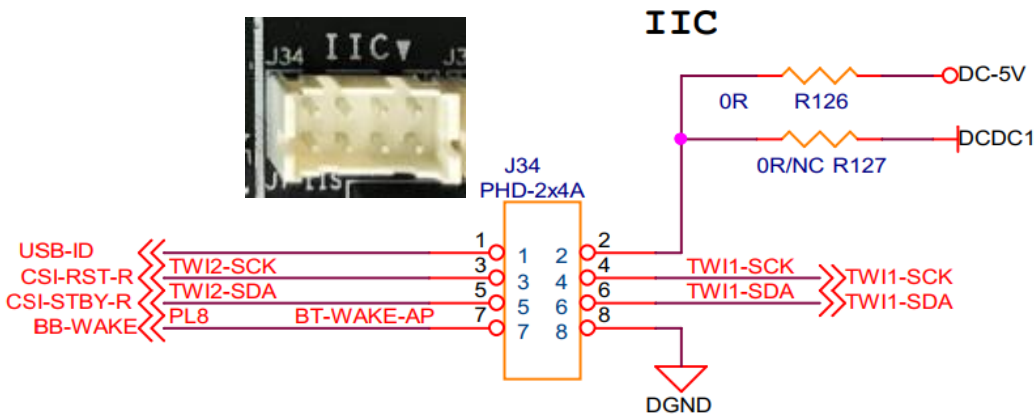 IIC
J34 IIC▼ J3
J7 IIS
DC-5V
0R R126
DCDC1
0R/NC R127
J34
PHD-2x4A
USB-ID 1 1 2 2
CSI-RST-R TWI2-SCK 3 3 4 4 TWI1-SCK TWI1-SCK
CSI-STBY-R TWI2-SDA 5 5 6 6 TWI1-SDA TWI1-SDA
BB-WAKE PL8 BT-WAKE-AP 7 7 8 8
DGND